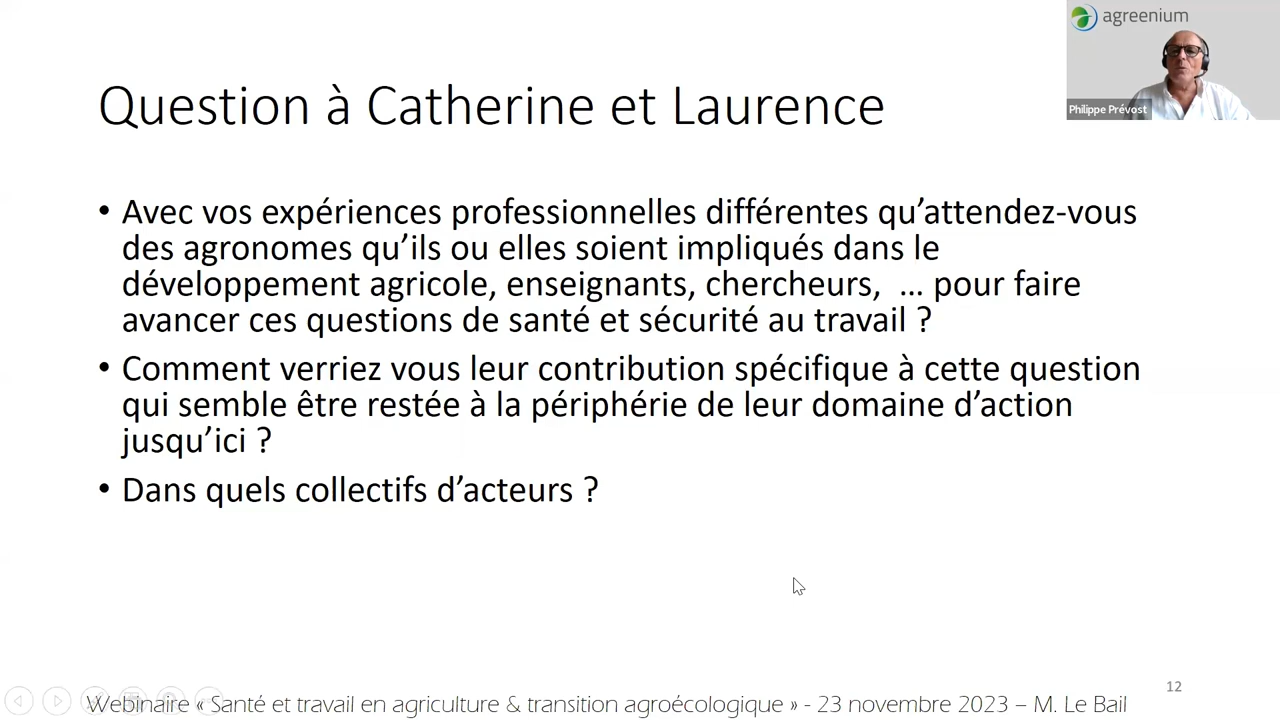 agreenium
Philippe Prévost
Question à Catherine et Laurence
• Avec vos expériences professionnelles différentes qu’attendez-vous
des agronomes qu’ils ou elles soient impliqués dans le
développement agricole, enseignants, chercheurs, … pour faire
avancer ces questions de santé et sécurité au travail ?
• Comment verriez vous leur contribution spécifique à cette question
qui semble être restée à la périphérie de leur domaine d’action
jusqu’ici ?
• Dans quels collectifs d’acteurs ?
12
Webinaire « Santé et travail en agriculture & transition agroécologique » - 23 novembre 2023 – M. Le Bail